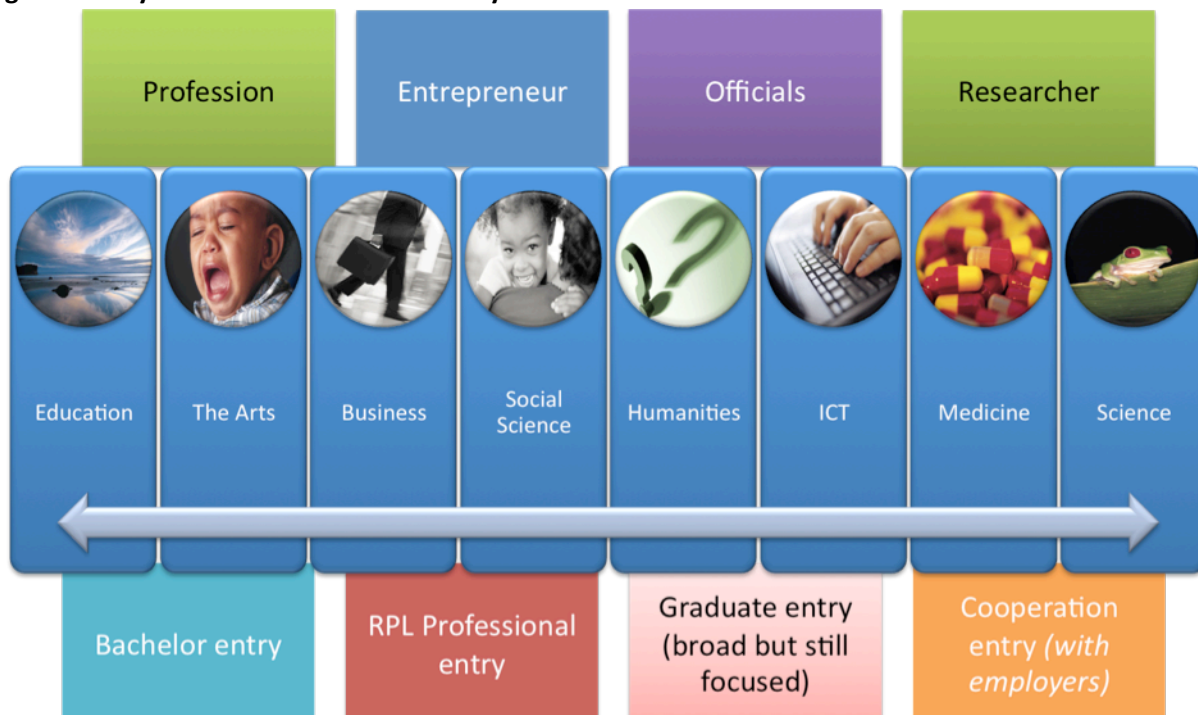 Profession
Entrepreneur
Officials
Researcher
Education
The Arts
Business
Social
Science
Humanities
ICT
Medicine
Science
Bachelor entry
RPL Professional
entry
Graduate entry
(broad but still
focused)
Cooperation
entry (with
employers)